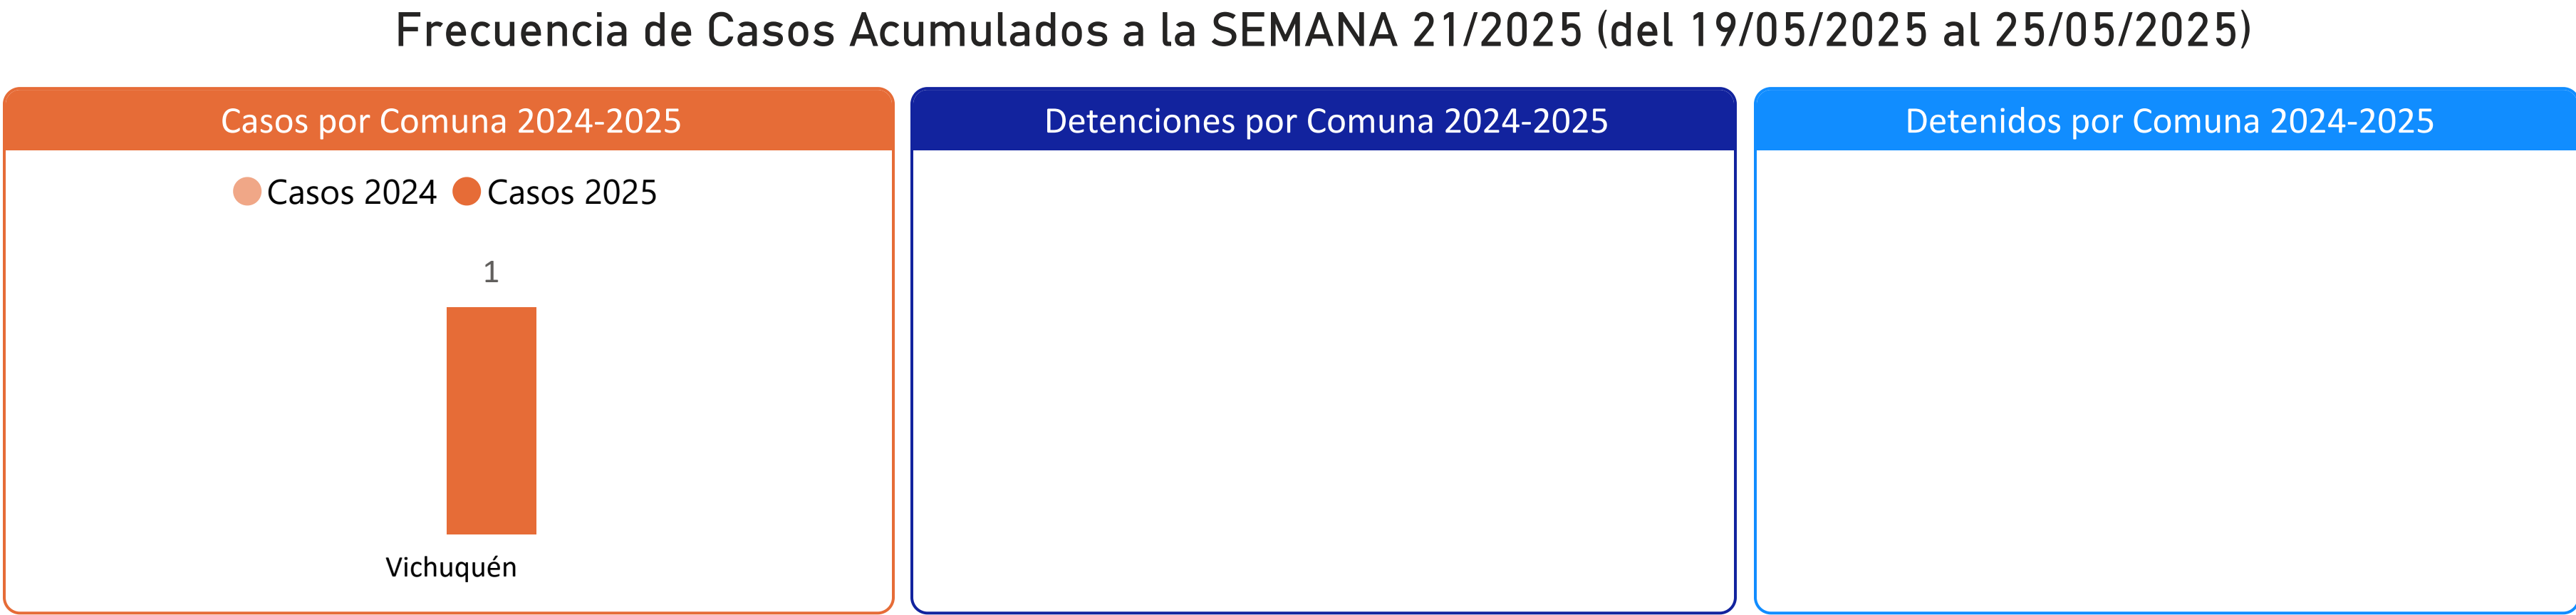 Frecuencia de Casos Acumulados a la SEMANA 21/2025 (del 19/05/2025 al 25/05/2025)
Casos por Comuna 2024-2025
Casos 2024 Casos 2025
1
Vichuquén
Detenciones por Comuna 2024-2025
Detenidos por Comuna 2024-2025